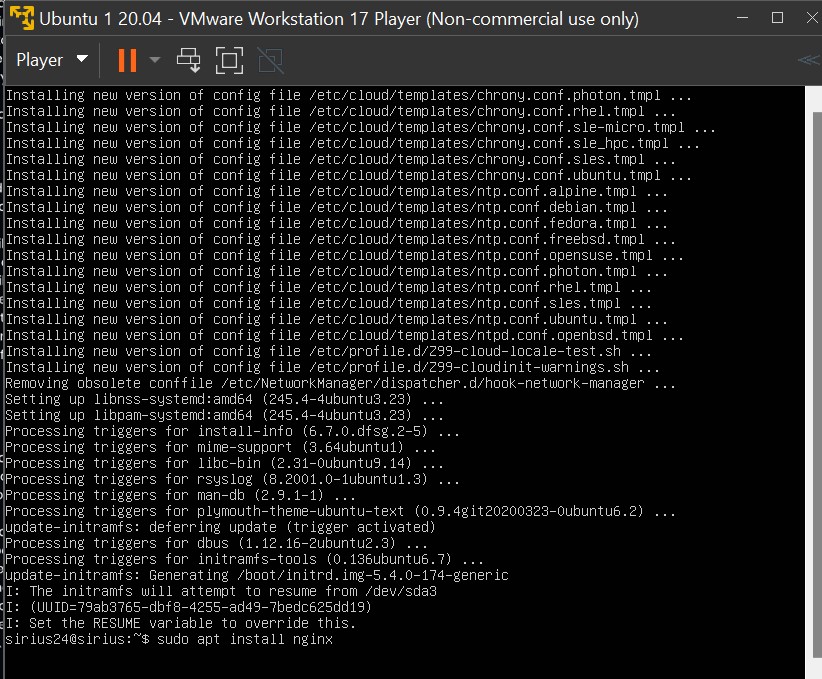 Ubuntu 1 20.04 - VMware Workstation 17 Player (Non-commercial use only)
Player
Installing new version of config file /etc/cloud/templates/chrony.conf.photon.tmpl ...
Installing new version of config file /etc/cloud/templates/chrony.conf.rhel.tmpl ...
Installing new version of config file /etc/cloud/templates/chrony.conf.sle-micro.tmpl ...
Installing new version of config file /etc/cloud/templates/chrony.conf.sle_hpc.tmpl ...
Installing new version of config file /etc/cloud/templates/chrony.conf.sles.tmpl ...
Installing new version of config file /etc/cloud/templates/chrony.conf.ubuntu.tmpl ...
Installing new version of config file /etc/cloud/templates/ntp.conf.alpine.tmpl ...
Installing new version of config file /etc/cloud/templates/ntp.conf.debian.tmpl ...
Installing new version of config file /etc/cloud/templates/ntp.conf.fedora.tmpl ...
Installing new version of config file /etc/cloud/templates/ntp.conf.freebsd.tmpl ...
Installing new version of config file /etc/cloud/templates/ntp.conf.opensuse.tmpl ...
Installing new version of config file /etc/cloud/templates/ntp.conf.photon.tmpl ...
Installing new version of config file /etc/cloud/templates/ntp.conf.rhel.tmpl ...
Installing new version of config file /etc/cloud/templates/ntp.conf.sles.tmpl ...
Installing new version of config file /etc/cloud/templates/ntp.conf.ubuntu.tmpl ...
Installing new version of config file /etc/cloud/templates/ntpd.conf.openbsd.tmpl ...
Installing new version of config file /etc/profile.d/Z99-cloud-locale-test.sh ...
Installing new version of config file /etc/profile.d/Z99-cloudinit-warnings.sh ...
Removing obsolete conffile /etc/NetworkManager/dispatcher.d/hook-network-manager ...
Setting up libnss-systemd:amd64 (245.4-4ubuntu3.23) ...
Setting up libpam-systemd:amd64 (245.4-4ubuntu3.23) ...
Processing triggers for install-info (6.7.0.dfsg.2-5) ...
Processing triggers for mime-support (3.64ubuntu1) ...
Processing triggers for libc-bin (2.31-0ubuntu9.14) ...
Processing triggers for rsyslog (8.2001.0-1ubuntu1.3) ...
Processing triggers for man-db (2.9.1-1) ...
Processing triggers for plymouth-theme-ubuntu-text (0.9.4git20200323-0ubuntu6.2) ...
update-initramfs: deferring update (trigger activated)
Processing triggers for dbus (1.12.16-2ubuntu2.3) ...
Processing triggers for initramfs-tools (0.136ubuntu6.7) ...
update-initramfs: Generating /boot/initrd.img-5.4.0-174-generic
I: The initramfs will attempt to resume from /dev/sda3
I: (UUID=79ab3765-dbf8-4255-ad49-7bedc625dd19)
I: Set the RESUME variable to override this.
sirius24@sirius:~$ sudo apt install nginx